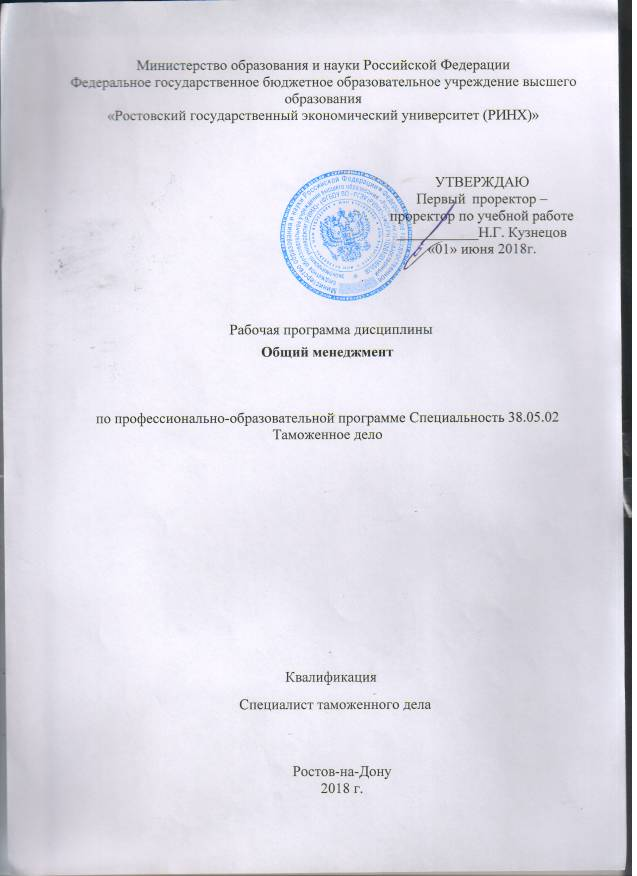 Министерство образования и науки Российской Федерации
Федеральное государственное бюджетное образовательное учреждение высшего
образования
«Ростовский государственный экономический университет (РИНХ)»
УТВЕРЖДАЮ
Первый проректор –
проректор по учебной работе
____________Н.Г. Кузнецов
«01» июня 2018г.
Рабочая программа дисциплины
Общий менеджмент
по профессионально-образовательной программе Специальность 38.05.02
Таможенное дело
Квалификация
Специалист таможенного дела
Ростов-на-Дону
2018 г.